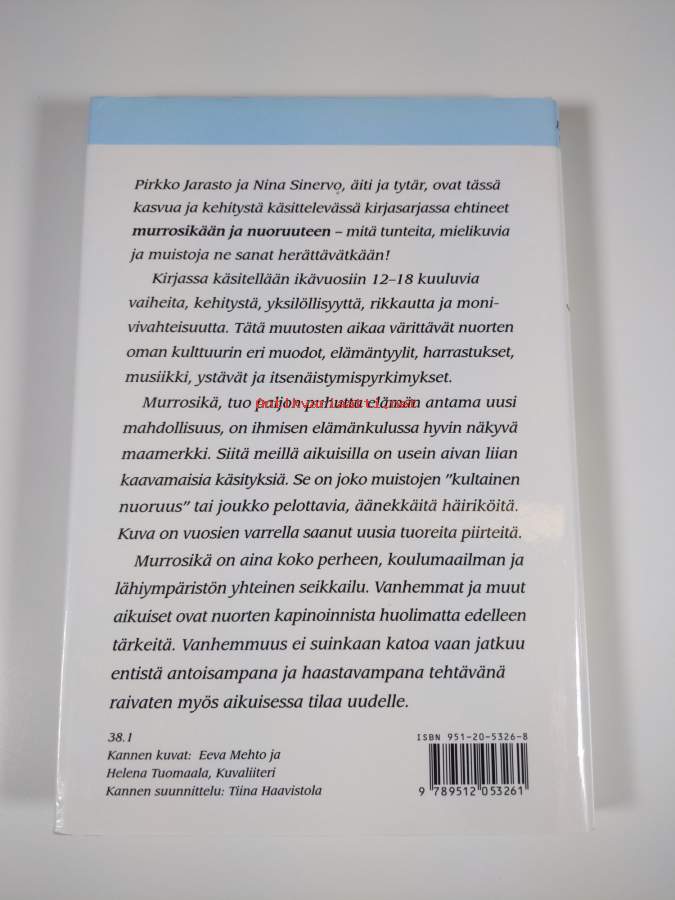 Pirkko Jarasto ja Nina Sinervo, äiti ja tytär, ovat tässä
kasvua ja kehitystä käsittelevässä kirjasarjassa ehtineet
murrosikään ja nuoruuteen – mitä tunteita, mielikuvia
ja muistoja ne sanat herättävätkään!
Kirjassa käsitellään ikävuosiin 12–18 kuuluvia
vaiheita, kehitystä, yksilöllisyyttä, rikkautta ja moni-
vivahteisuutta. Tätä muutosten aikaa värittävät nuorten
oman kulttuurin eri muodot, elämäntyylit, harrastukset,
musiikki, ystävät ja itsenäistymispyrkimykset.
Murrosikä, tuo paljon puhuttu elämän antama uusi
mahdollisuus, on ihmisen elämänkulussa hyvin näkyvä
maamerkki. Siitä meillä aikuisilla on usein aivan liian
kaavamaisia käsityksiä. Se on joko muistojen ”kultainen
nuoruus” tai joukko pelottavia, äänekkäitä häiriköitä.
Kuva on vuosien varrella saanut uusia tuoreita piirteitä.
Murrosikä on aina koko perheen, koulumaailman ja
lähiympäristön yhteinen seikkailu. Vanhemmat ja muut
aikuiset ovat nuorten kapinoinnista huolimatta edelleen
tärkeitä. Vanhemmuus ei suinkaan katoa vaan jatkuu
entistä antoisampana ja haastavampana tehtävänä
raivaten myös aikuisessa tilaa uudelle.
38.1
Kannen kuvat: Eeva Mehto ja
Helena Tuomaala, Kuvaliiteri
Kannen suunnittelu: Tiina Haavistola
ISBN 951-20-5326-8
9 789512 053261